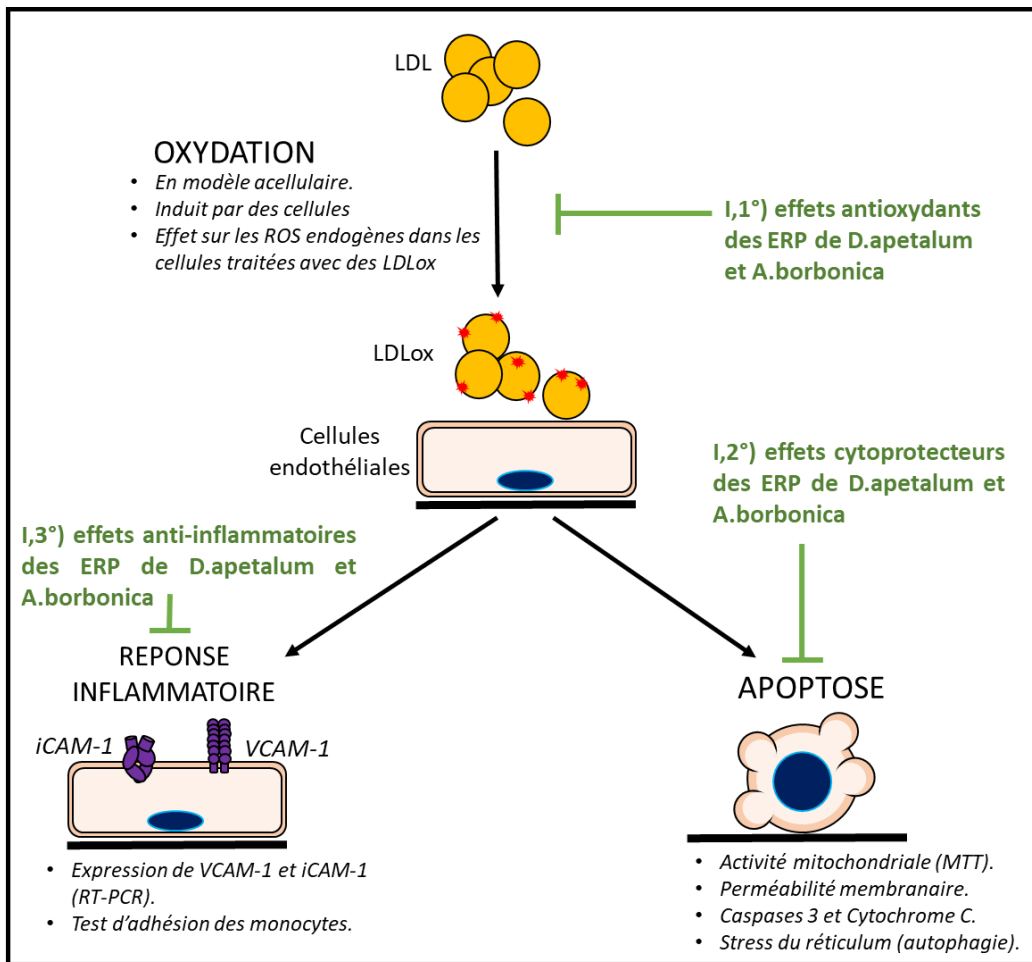 LDL
OXYDATION
• En modèle acellulaire.
• Induit par des cellules
• Effet sur les ROS endogènes dans les
cellules traitées avec des LDLox
I,1°) effets antioxydants
des ERP de D.apetalum
et A.borbonica
LDLox
Cellules
endothéliales
I,2°) effets cytoprotecteurs
des ERP de D.apetalum et
A.borbonica
I,3°) effets anti-inflammatoires
des ERP de D.apetalum et
A.borbonica
REPONSE
INFLAMMATOIRE
iCAM-1
VCAM-1
• Expression de VCAM-1 et iCAM-1
(RT-PCR).
• Test d'adhésion des monocytes.
APOPTOSE
• Activité mitochondriale (MTT).
• Perméabilité membranaire.
• Caspases 3 et Cytochrome C.
• Stress du réticulum (autophagie).